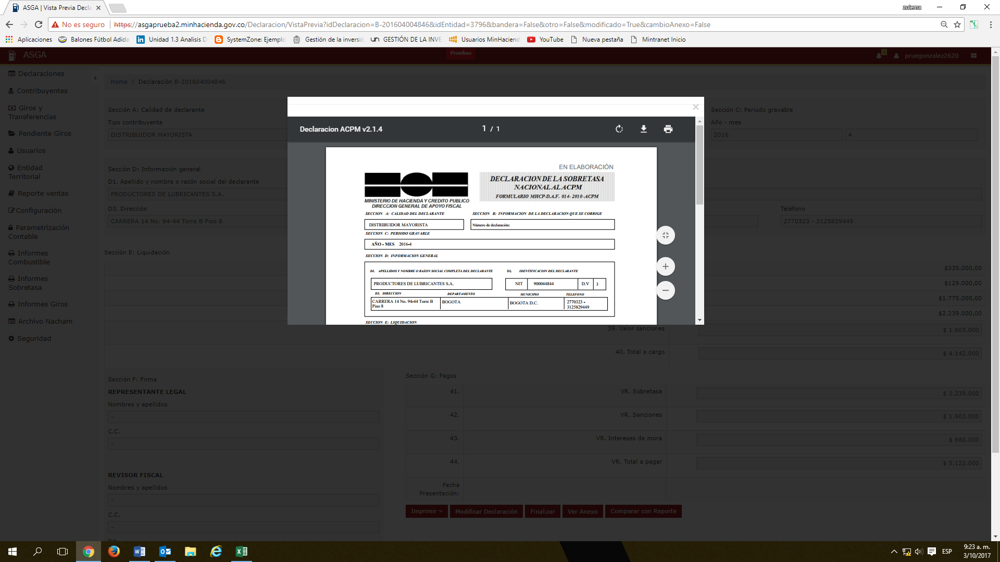 ASGA | Vista Previa Decla
zulema
No es seguro
https://asgaprueba2.minhacienda.gov.co/Declaracion/VistaPrevia?idDeclaracion=B-201604004846&idEntidad=3796&bandera=False&otro=False&modificado=True&cambioAnexo=False
Aplicaciones
Balones Fútbol Adida
Unidad 1.3 Analisis D
SystemZone: Ejemplo
Gestión de la inversió
GESTIÓN DE LA INVE
Usuarios MinHaciend
YouTube
Nueva pestaña
Mintranet Inicio
ASGA
Pruebas
pruegonzalez2620
Declaraciones
Contribuyentes
Giros y
Transferencias
Pendiente Giros
Usuarios
Entidad
Territorial
Reporte ventas
Configuración
Parametrización
Contable
Informes
Combustible
Informes
Sobretasa
Informes Giros
Archivo Nacham
Seguridad
Home / Declaración B-201604004846
Sección A: Calidad de declarante
Tipo contribuyente
DISTRIBUIDOR MAYORISTA
Sección C: Periodo gravable
Año - mes
2016
4
Sección D: Información general
D1. Apellido y nombre o razón social del declarante
PRODUCTORES DE LUBRICANTES S.A.
D3. Dirección
CARRERA 14 No. 94-44 Torre B Piso 8
Teléfono
2770323 - 3125829449
Sección E: Liquidación
$335.000,00
$129.000,00
$1.775.000,00
$2.239.000,00
39. Valor sanciones
$ 1.903.000
40. Total a cargo
$ 4.142.000
Declaracion ACPM v2.1.4
1 / 1
EN ELABORACIÓN
MINISTERIO DE HACIENDA Y CREDITO PUBLICO
DIRECCION GENERAL DE APOYO FISCAL
DECLARACION DE LA SOBRETASA
NACIONAL AL ACPM
FORMULARIO MHCP-D.A.F. 014- 2010 -ACPM
SECCION A: CALIDAD DEL DECLARANTE
SECCION B: INFORMACION DE LA DECLARACION QUE SE CORRIGE
DISTRIBUIDOR MAYORISTA
Número de declaración:
SECCION C: PERIODO GRAVABLE
AÑO - MES 2016-4
SECCION D: INFORMACION GENERAL
D1. APELLIDOS Y NOMBRE O RAZON SOCIAL COMPLETA DEL DECLARANTE
D2. IDENTIFICACION DEL DECLARANTE
PRODUCTORES DE LUBRICANTES S.A.
NIT 900044844 D.V 3
D3. DIRECCION DEPARTAMENTO MUNICIPIO TELEFONO
CARRERA 14 No. 94-44 Torre B
Piso 8
BOGOTA
BOGOTA D.C.
2770323 -
3125829449
SECCION E: LIQUIDACION
Sección F: Firma
REPRESENTANTE LEGAL
Nombres y apellidos
-
C.C.
-
REVISOR FISCAL
Nombres y apellidos
-
C.C.
-
Sección G: Pagos
41. VR. Sobretasa $ 2.239.000
42. VR. Sanciones $ 1.903.000
43. VR. Intereses de mora $ 980.000
44. VR. Total a pagar $ 5.122.000
Fecha
Presentación:
Imprimir
Modificar Declaración
Finalizar
Ver Anexo
Comparar con Reporte
ESP
9:23 a. m.
3/10/2017